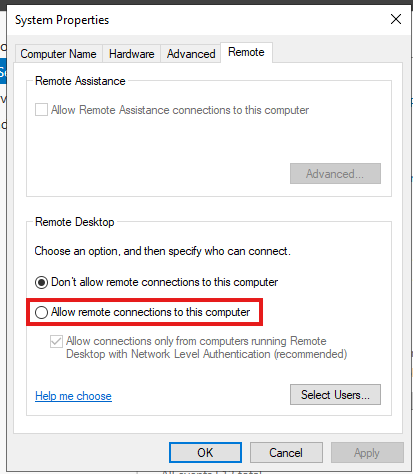 System Properties
Computer Name Hardware Advanced Remote
Remote Assistance
Allow Remote Assistance connections to this computer
Advanced...
Remote Desktop
Choose an option, and then specify who can connect.
Don't allow remote connections to this computer
Allow remote connections to this computer
Allow connections only from computers running Remote
Desktop with Network Level Authentication (recommended)
Help me choose
Select Users...
OK Cancel Apply